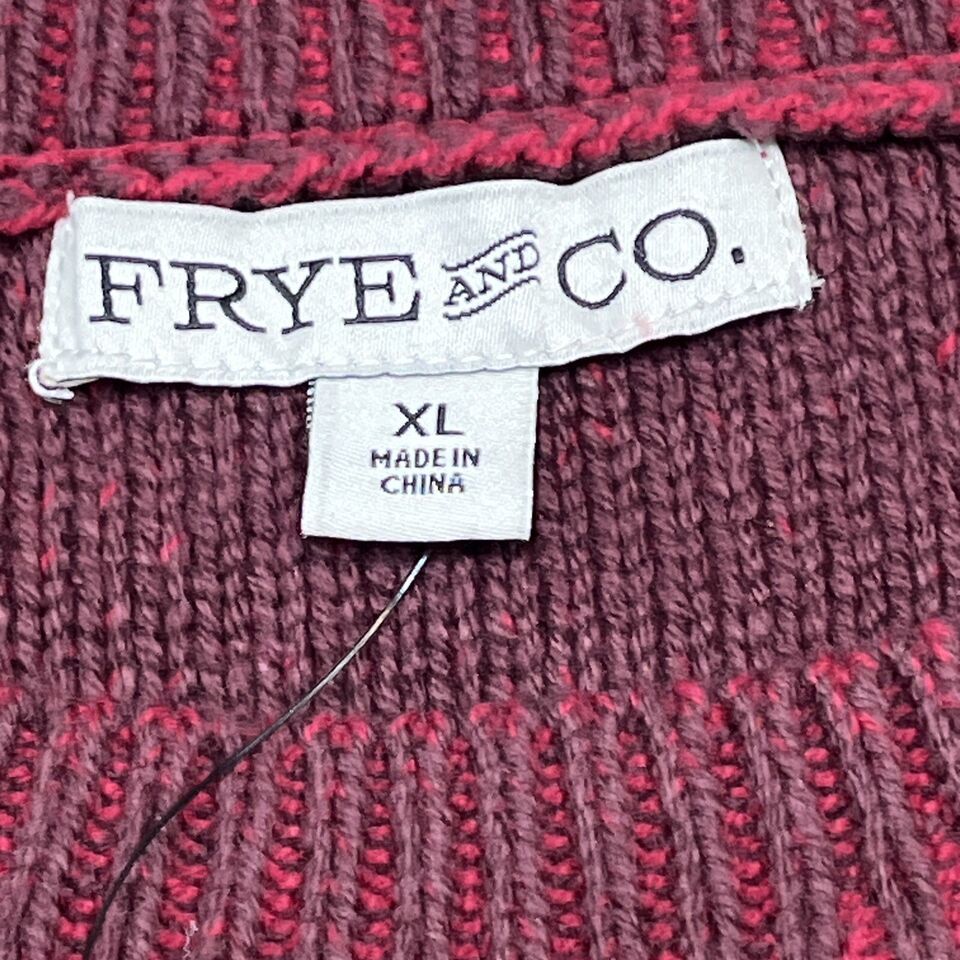 FRYE AND CO.
XL
MADE IN
CHINA